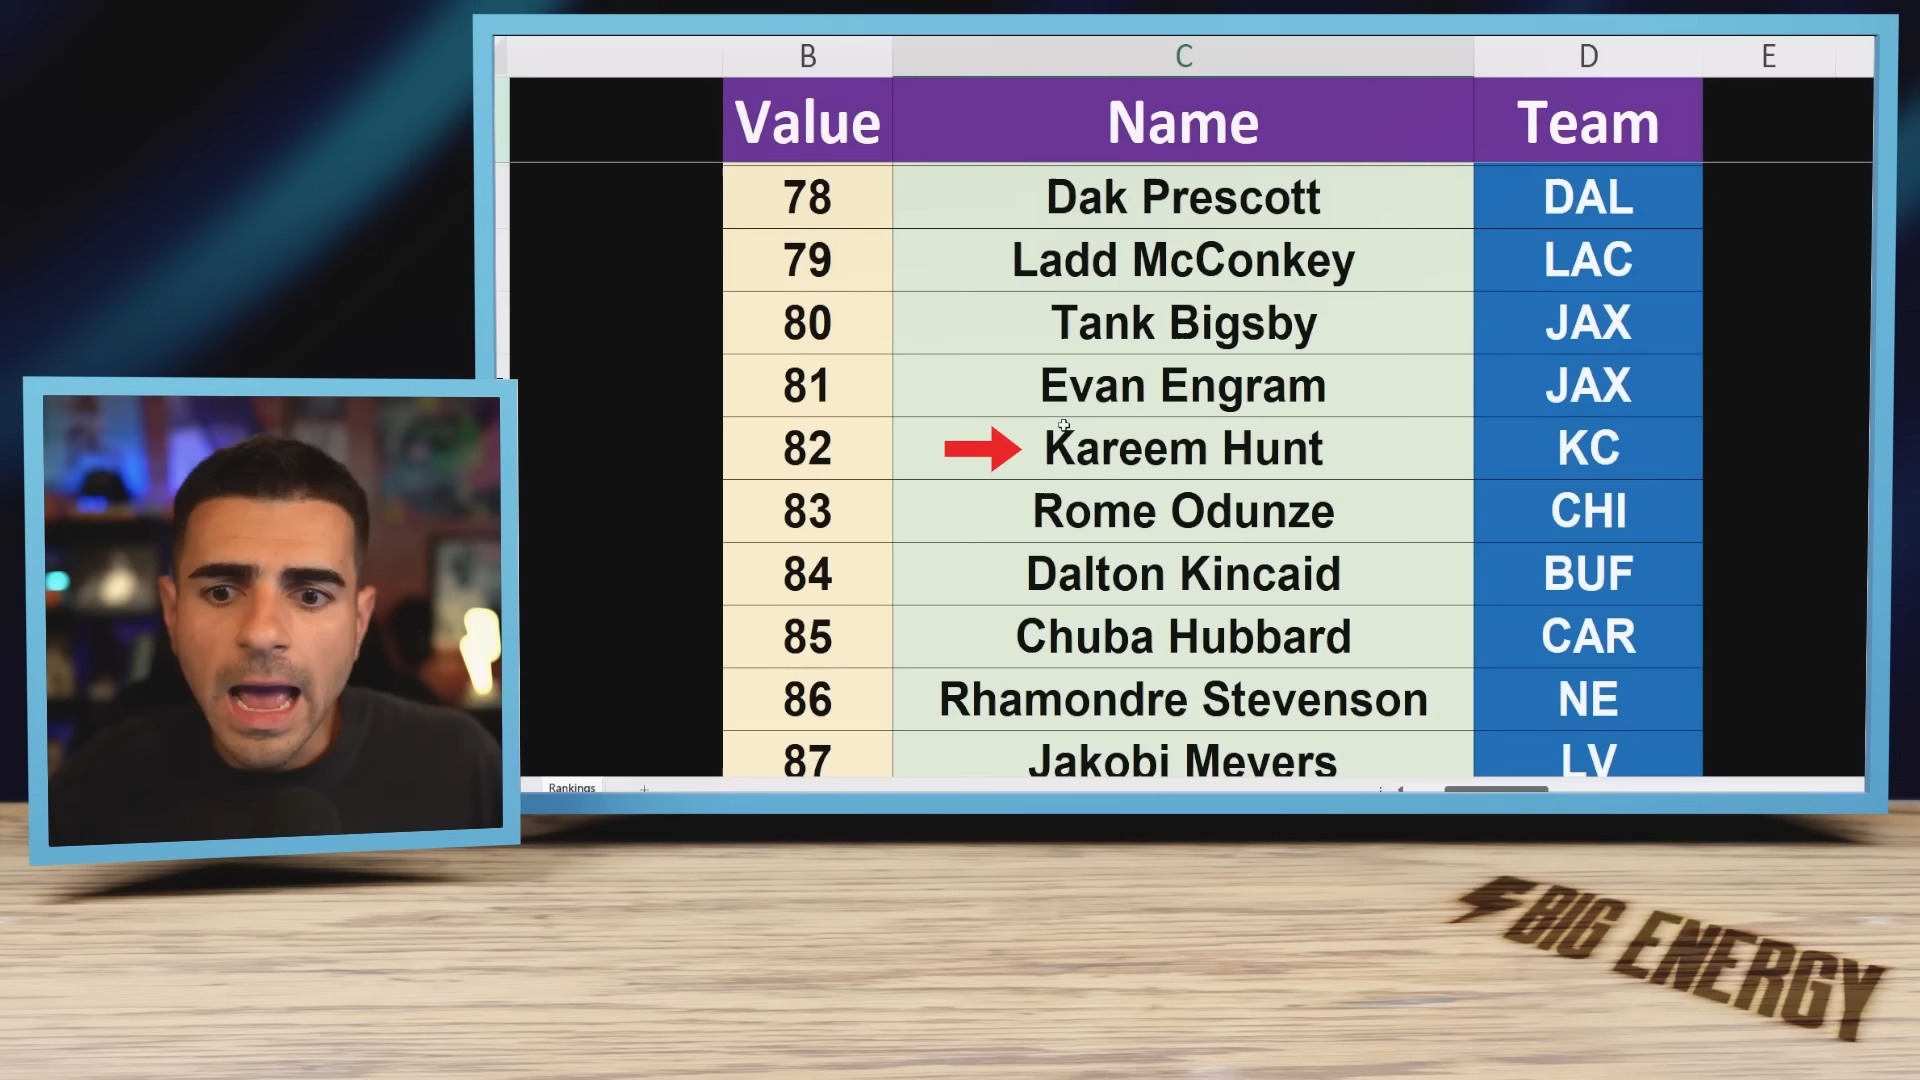 B C D E
Value Name Team
78 Dak Prescott DAL
79 Ladd McConkey LAC
80 Tank Bigsby JAX
81 Evan Engram JAX
82 Kareem Hunt KC
83 Rome Odunze CHI
84 Dalton Kincaid BUF
85 Chuba Hubbard CAR
86 Rhamondre Stevenson NE
87 Jakobi Meyers LV
Rankings
BIG ENERGY